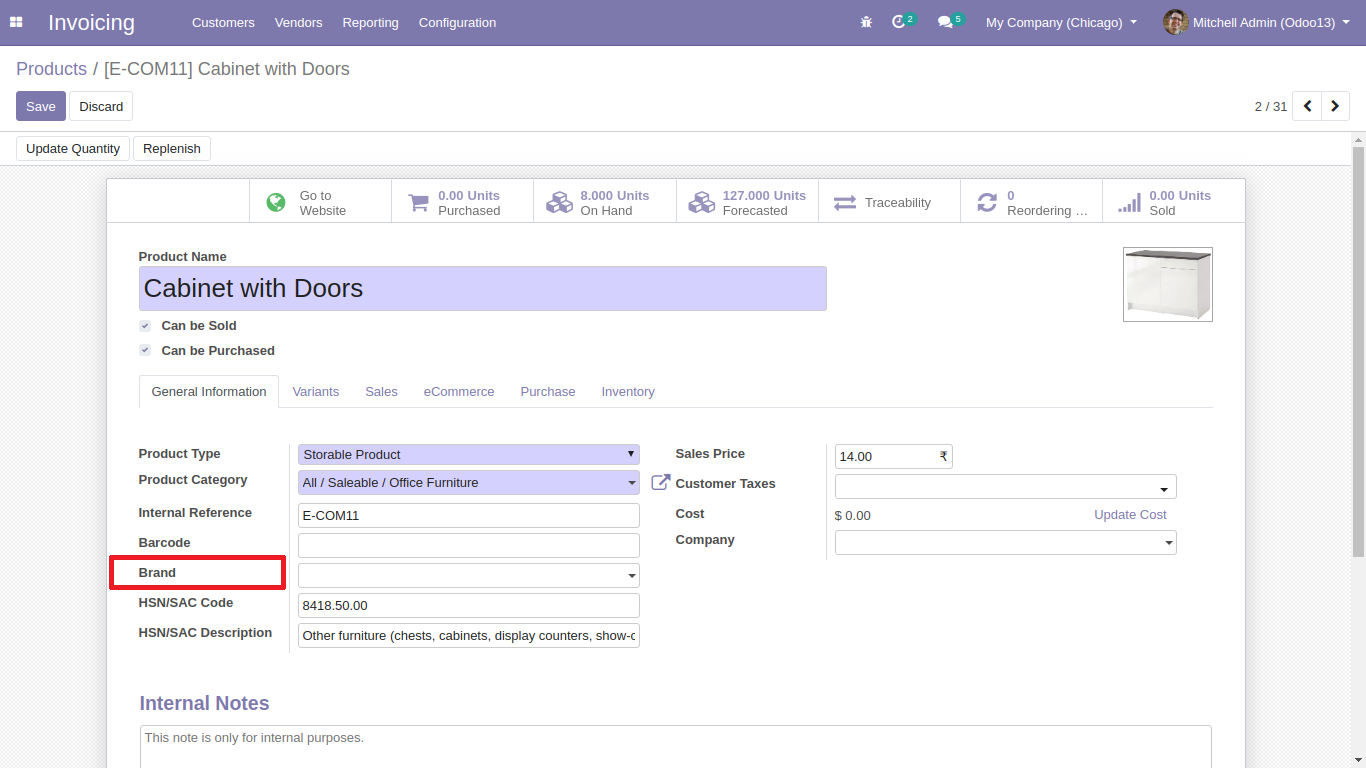 Invoicing Customers Vendors Reporting Configuration 2 5 My Company (Chicago) Mitchell Admin (Odoo13)
Products / [E-COM11] Cabinet with Doors
Save Discard 2 / 31
Update Quantity Replenish
Go to Website
0.00 Units Purchased
8.000 Units On Hand
127.000 Units Forecasted
Traceability
0 Reordering ...
0.00 Units Sold
Product Name
Cabinet with Doors
Can be Sold
Can be Purchased
General Information Variants Sales eCommerce Purchase Inventory
Product Type Storable Product
Product Category All / Saleable / Office Furniture
Internal Reference E-COM11
Barcode
Brand
HSN/SAC Code 8418.50.00
HSN/SAC Description Other furniture (chests, cabinets, display counters, show-c
Sales Price 14.00 ₹
Customer Taxes
Cost $ 0.00 Update Cost
Company
Internal Notes
This note is only for internal purposes.